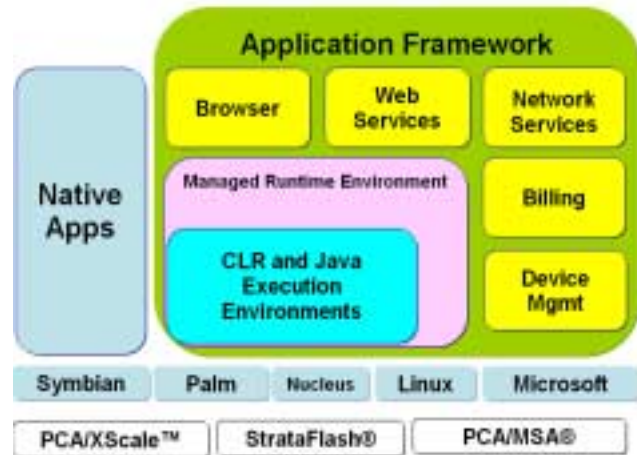 Application Framework
Browser
Web
Services
Network
Services
Native
Apps
Managed Runtime Environment
Billing
CLR and Java
Execution
Environments
Device
Mgmt
Symbian
Palm
Nucleus
Linux
Microsoft
PCA/XScale™
StrataFlash®
PCA/MSA®